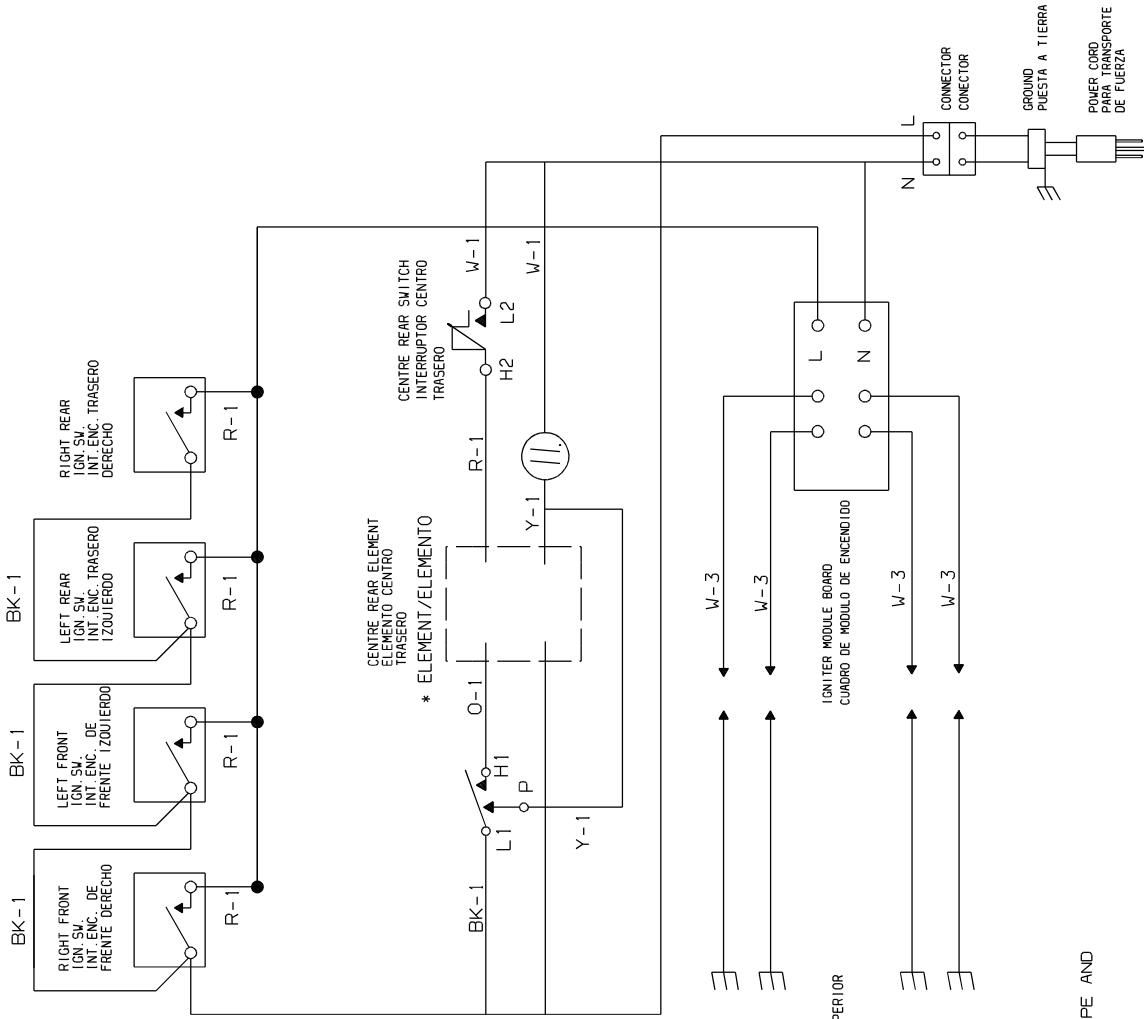 BK-1
BK-1
BK-1
RIGHT FRONT
IGN. SW.
INT. ENC. DE
FRENTE DERECHO
R-1
LEFT FRONT
IGN. SW.
INT. ENC. DE
FRENTE IZQUIERDO
R-1
LEFT REAR
IGN. SW.
INT. ENC. TRASERO
IZQUIERDO
R-1
RIGHT REAR
IGN. SW.
INT. ENC. TRASERO
DERECHO
R-1
CENTRE REAR SWITCH
INTERRUPTOR CENTRO
TRASERO
W-1
L2
H2
R-1
W-1
CENTRE REAR ELEMENT
ELEMENTO CENTRO
TRASERO
* ELEMENT/ELEMENTO
Y-1
O-1
H1
P
L1
Y-1
BK-1
L
N
CONNECTOR
CONECTOR
GROUND
PUESTA A TIERRA
POWER CORD
PARA TRANSPORTE
DE FUERZA
L
N
W-3
W-3
IGNITER MODULE BOARD
CUADRO DE MODULO DE ENCENDIDO
W-3
W-3
PERIOR
PE AND